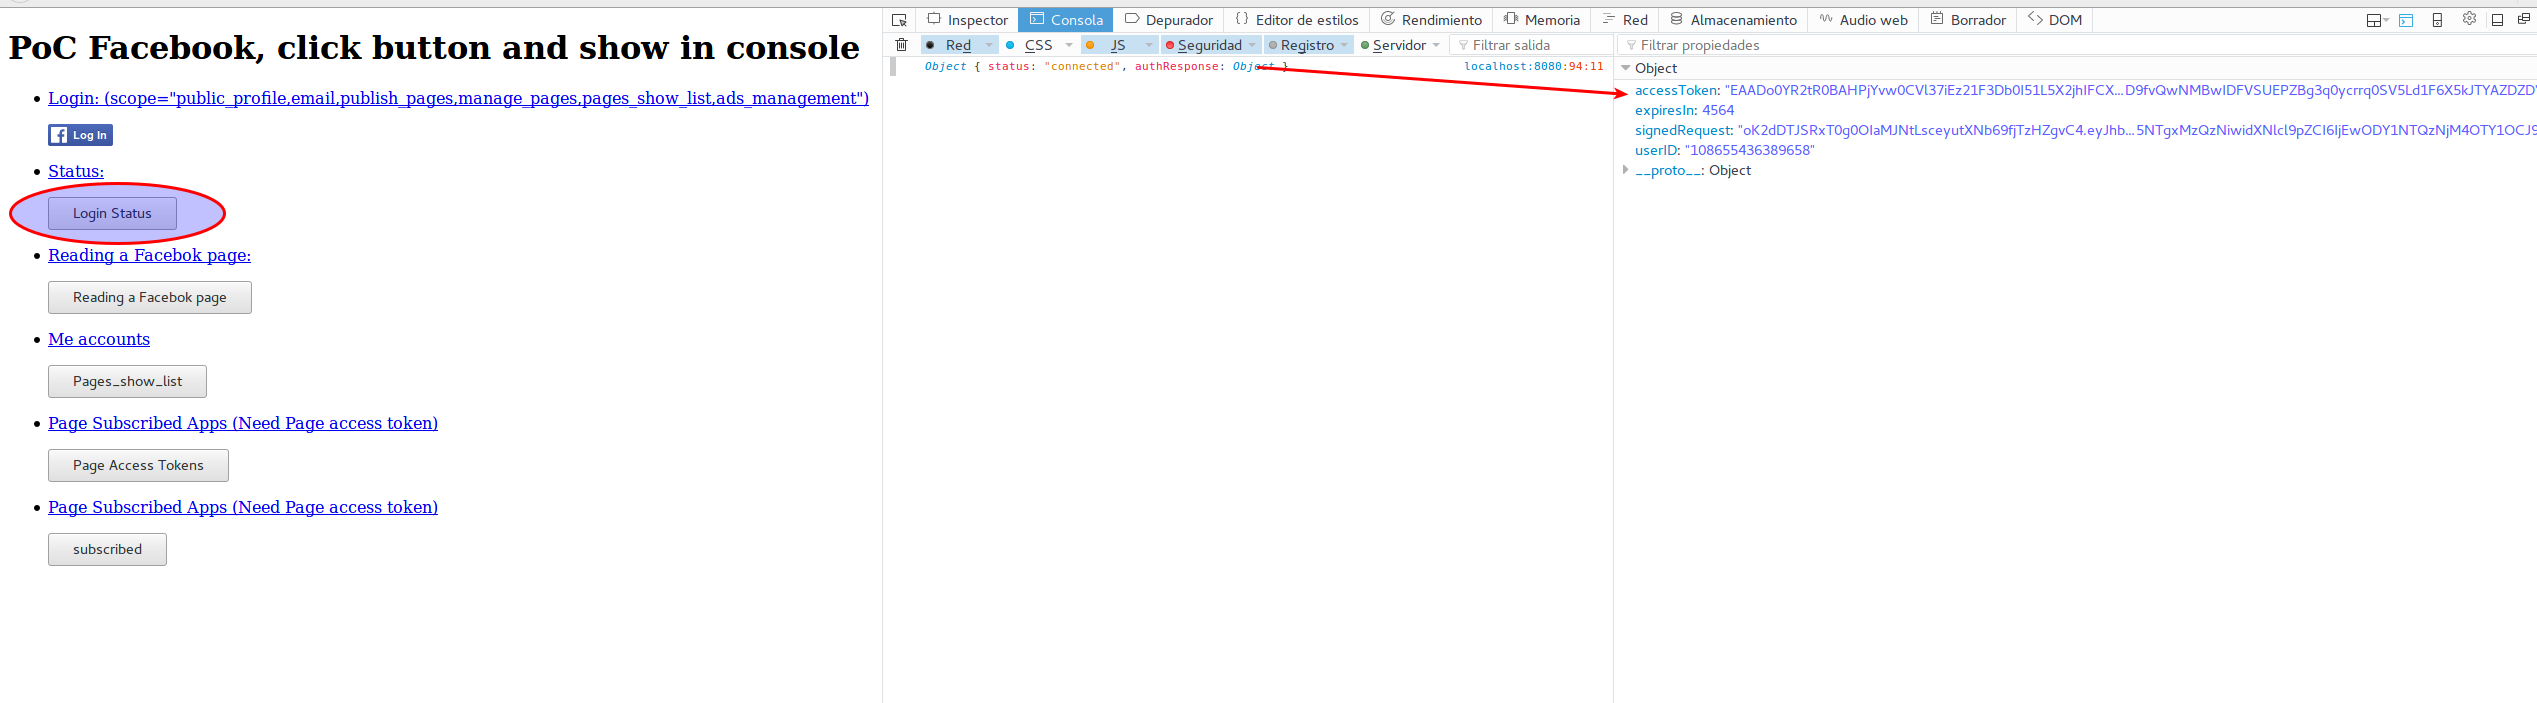 PoC Facebook, click button and show in console
Login: (scope="public_profile,email,publish_pages,manage_pages,pages_show_list,ads_management")
Log In
Status:
Login Status
Reading a Facebok page:
Reading a Facebok page
Me accounts
Pages_show_list
Page Subscribed Apps (Need Page access token)
Page Access Tokens
Page Subscribed Apps (Need Page access token)
subscribed
Inspector Consola Depurador Editor de estilos Rendimiento Memoria Red Almacenamiento Audio web Borrador DOM
Red CSS JS Seguridad Registro Servidor Filtrar salida
Object { status: "connected", authResponse: Object } localhost:8080:94:11
Filtrar propiedades
Object
accessToken: "EAADo0YR2tR0BAHPjYvw0CVl37iEz21F3Db0I51L5X2jhIFCX…D9fvQwNMBwIDFVSUEPZBg3q0ycrrq0SV5Ld1F6X5kJTYAZDZD
expiresIn: 4564
signedRequest: "oK2dDTJSRxT0g0OIaMJNtLsceyutXNb69fjTzHZgvC4.eyJhb…5NTgxMzQzNiwidXNlcl9pZCI6IjEwODY1NTQzNjM4OTY1OCJ9
userID: "108655436389658"
__proto__: Object